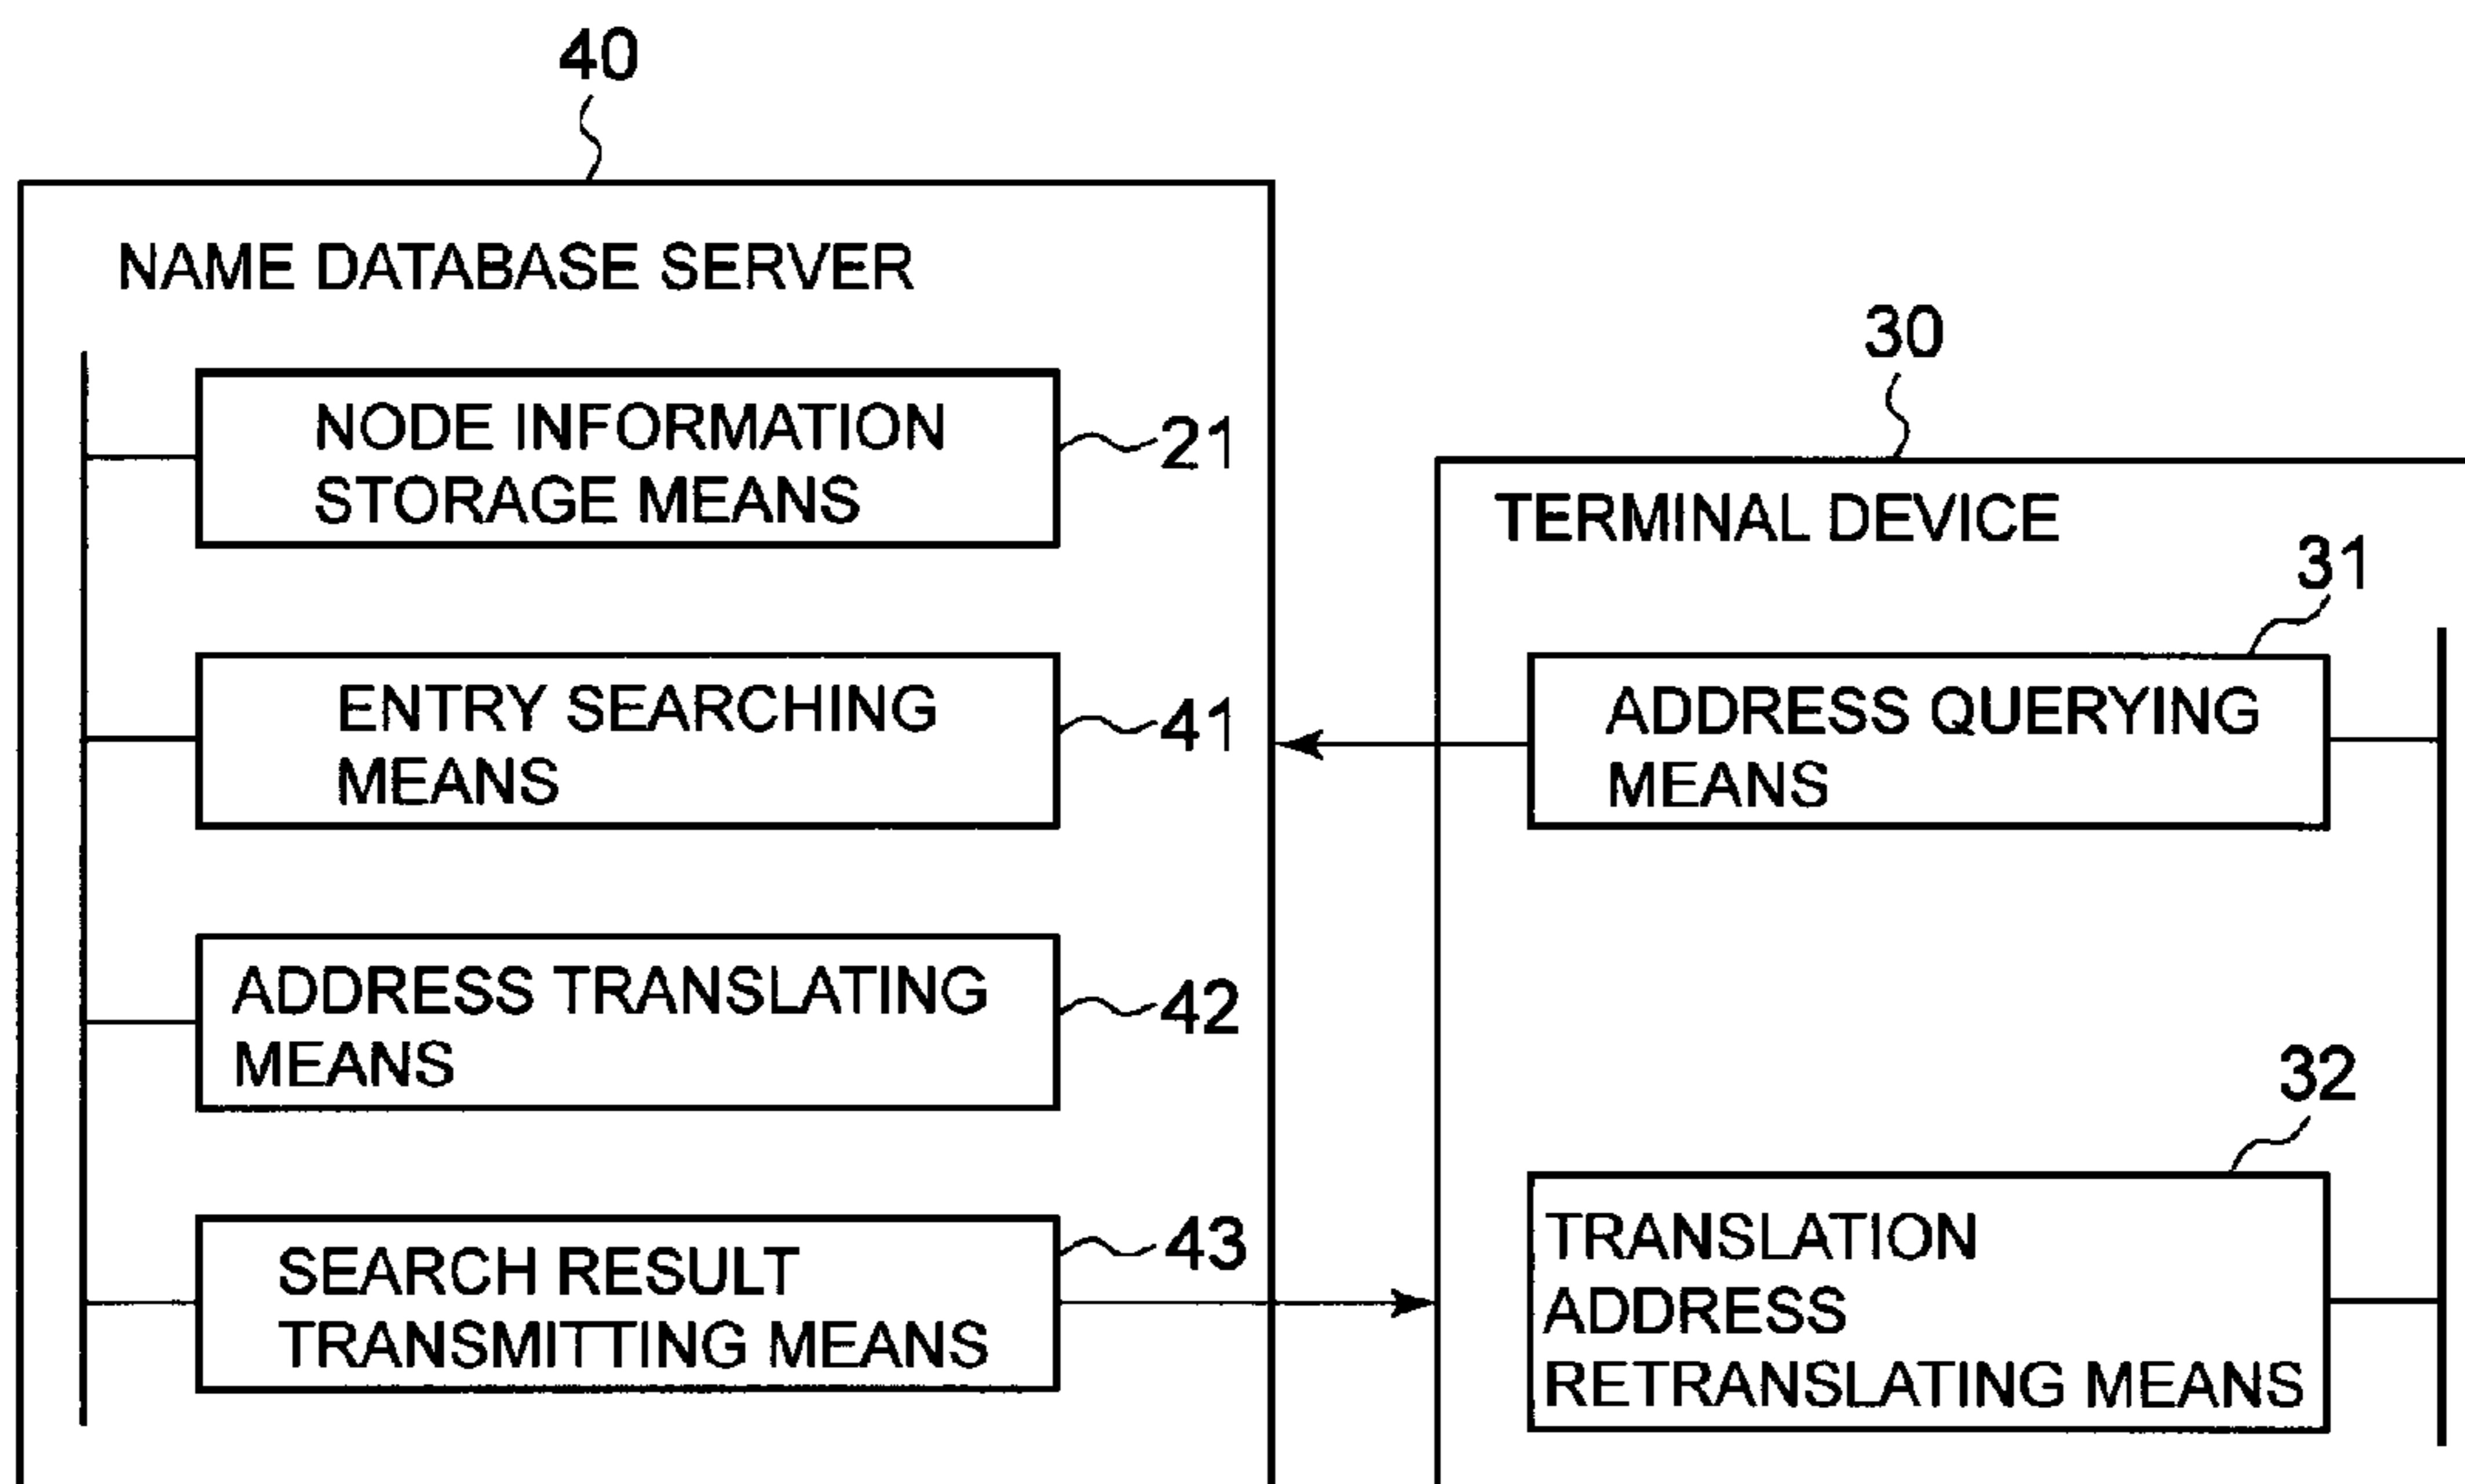 40
NAME DATABASE SERVER
NODE INFORMATION
STORAGE MEANS
21
ENTRY SEARCHING
MEANS
41
ADDRESS TRANSLATING
MEANS
42
SEARCH RESULT
TRANSMITTING MEANS
43
30
TERMINAL DEVICE
31
ADDRESS QUERYING
MEANS
32
TRANSLATION
ADDRESS
RETRANSLATING MEANS